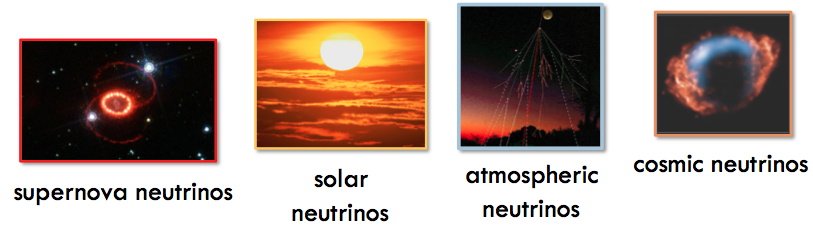 supernova neutrinos
solar
neutrinos
atmospheric
neutrinos
cosmic neutrinos